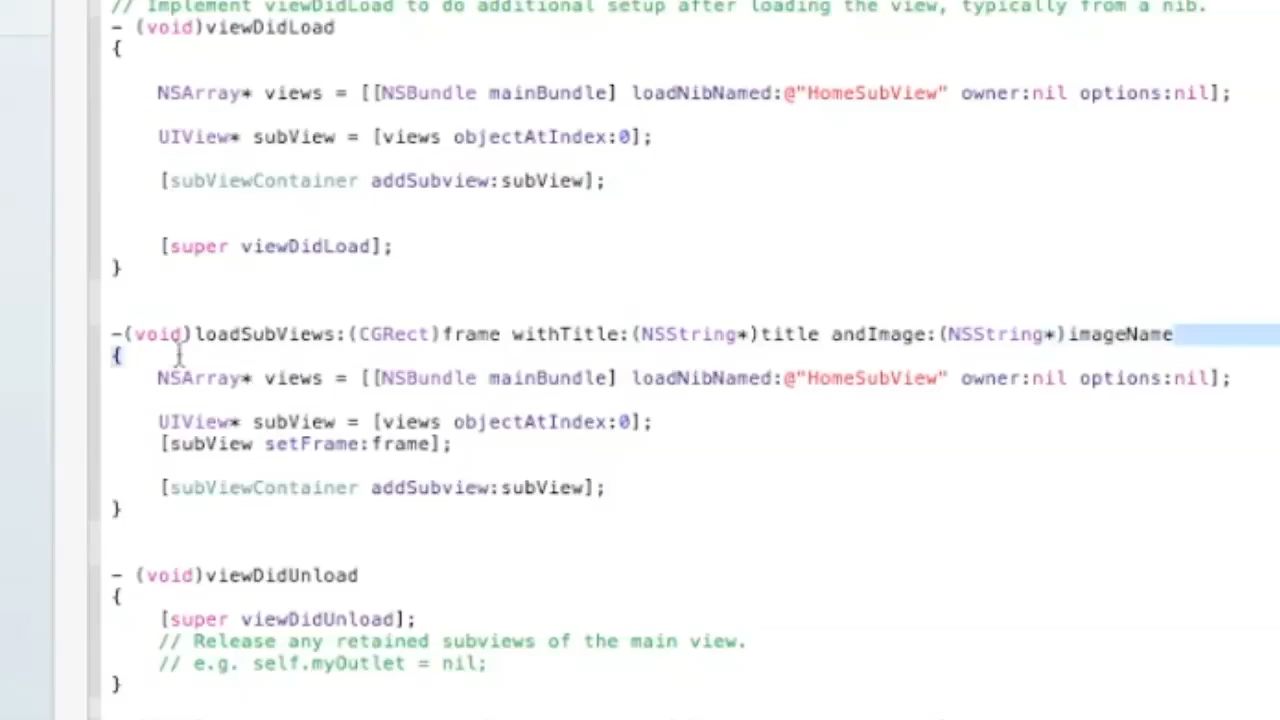 // Implement viewDidLoad to do additional setup after loading the view, typically from a nib.
- (void)viewDidLoad
{
NSArray* views = [[NSBundle mainBundle] loadNibNamed:@"HomeSubView" owner:nil options:nil];
UIView* subView = [views objectAtIndex:0];
[subViewContainer addSubview:subView];
[super viewDidLoad];
}
-(void)loadSubViews:(CGRect)frame withTitle:(NSString*)title andImage:(NSString*)imageName
{
NSArray* views = [[NSBundle mainBundle] loadNibNamed:@"HomeSubView" owner:nil options:nil];
UIView* subView = [views objectAtIndex:0];
[subView setFrame:frame];
[subViewContainer addSubview:subView];
}
- (void)viewDidUnload
{
[super viewDidUnload];
// Release any retained subviews of the main view.
// e.g. self.myOutlet = nil;
}